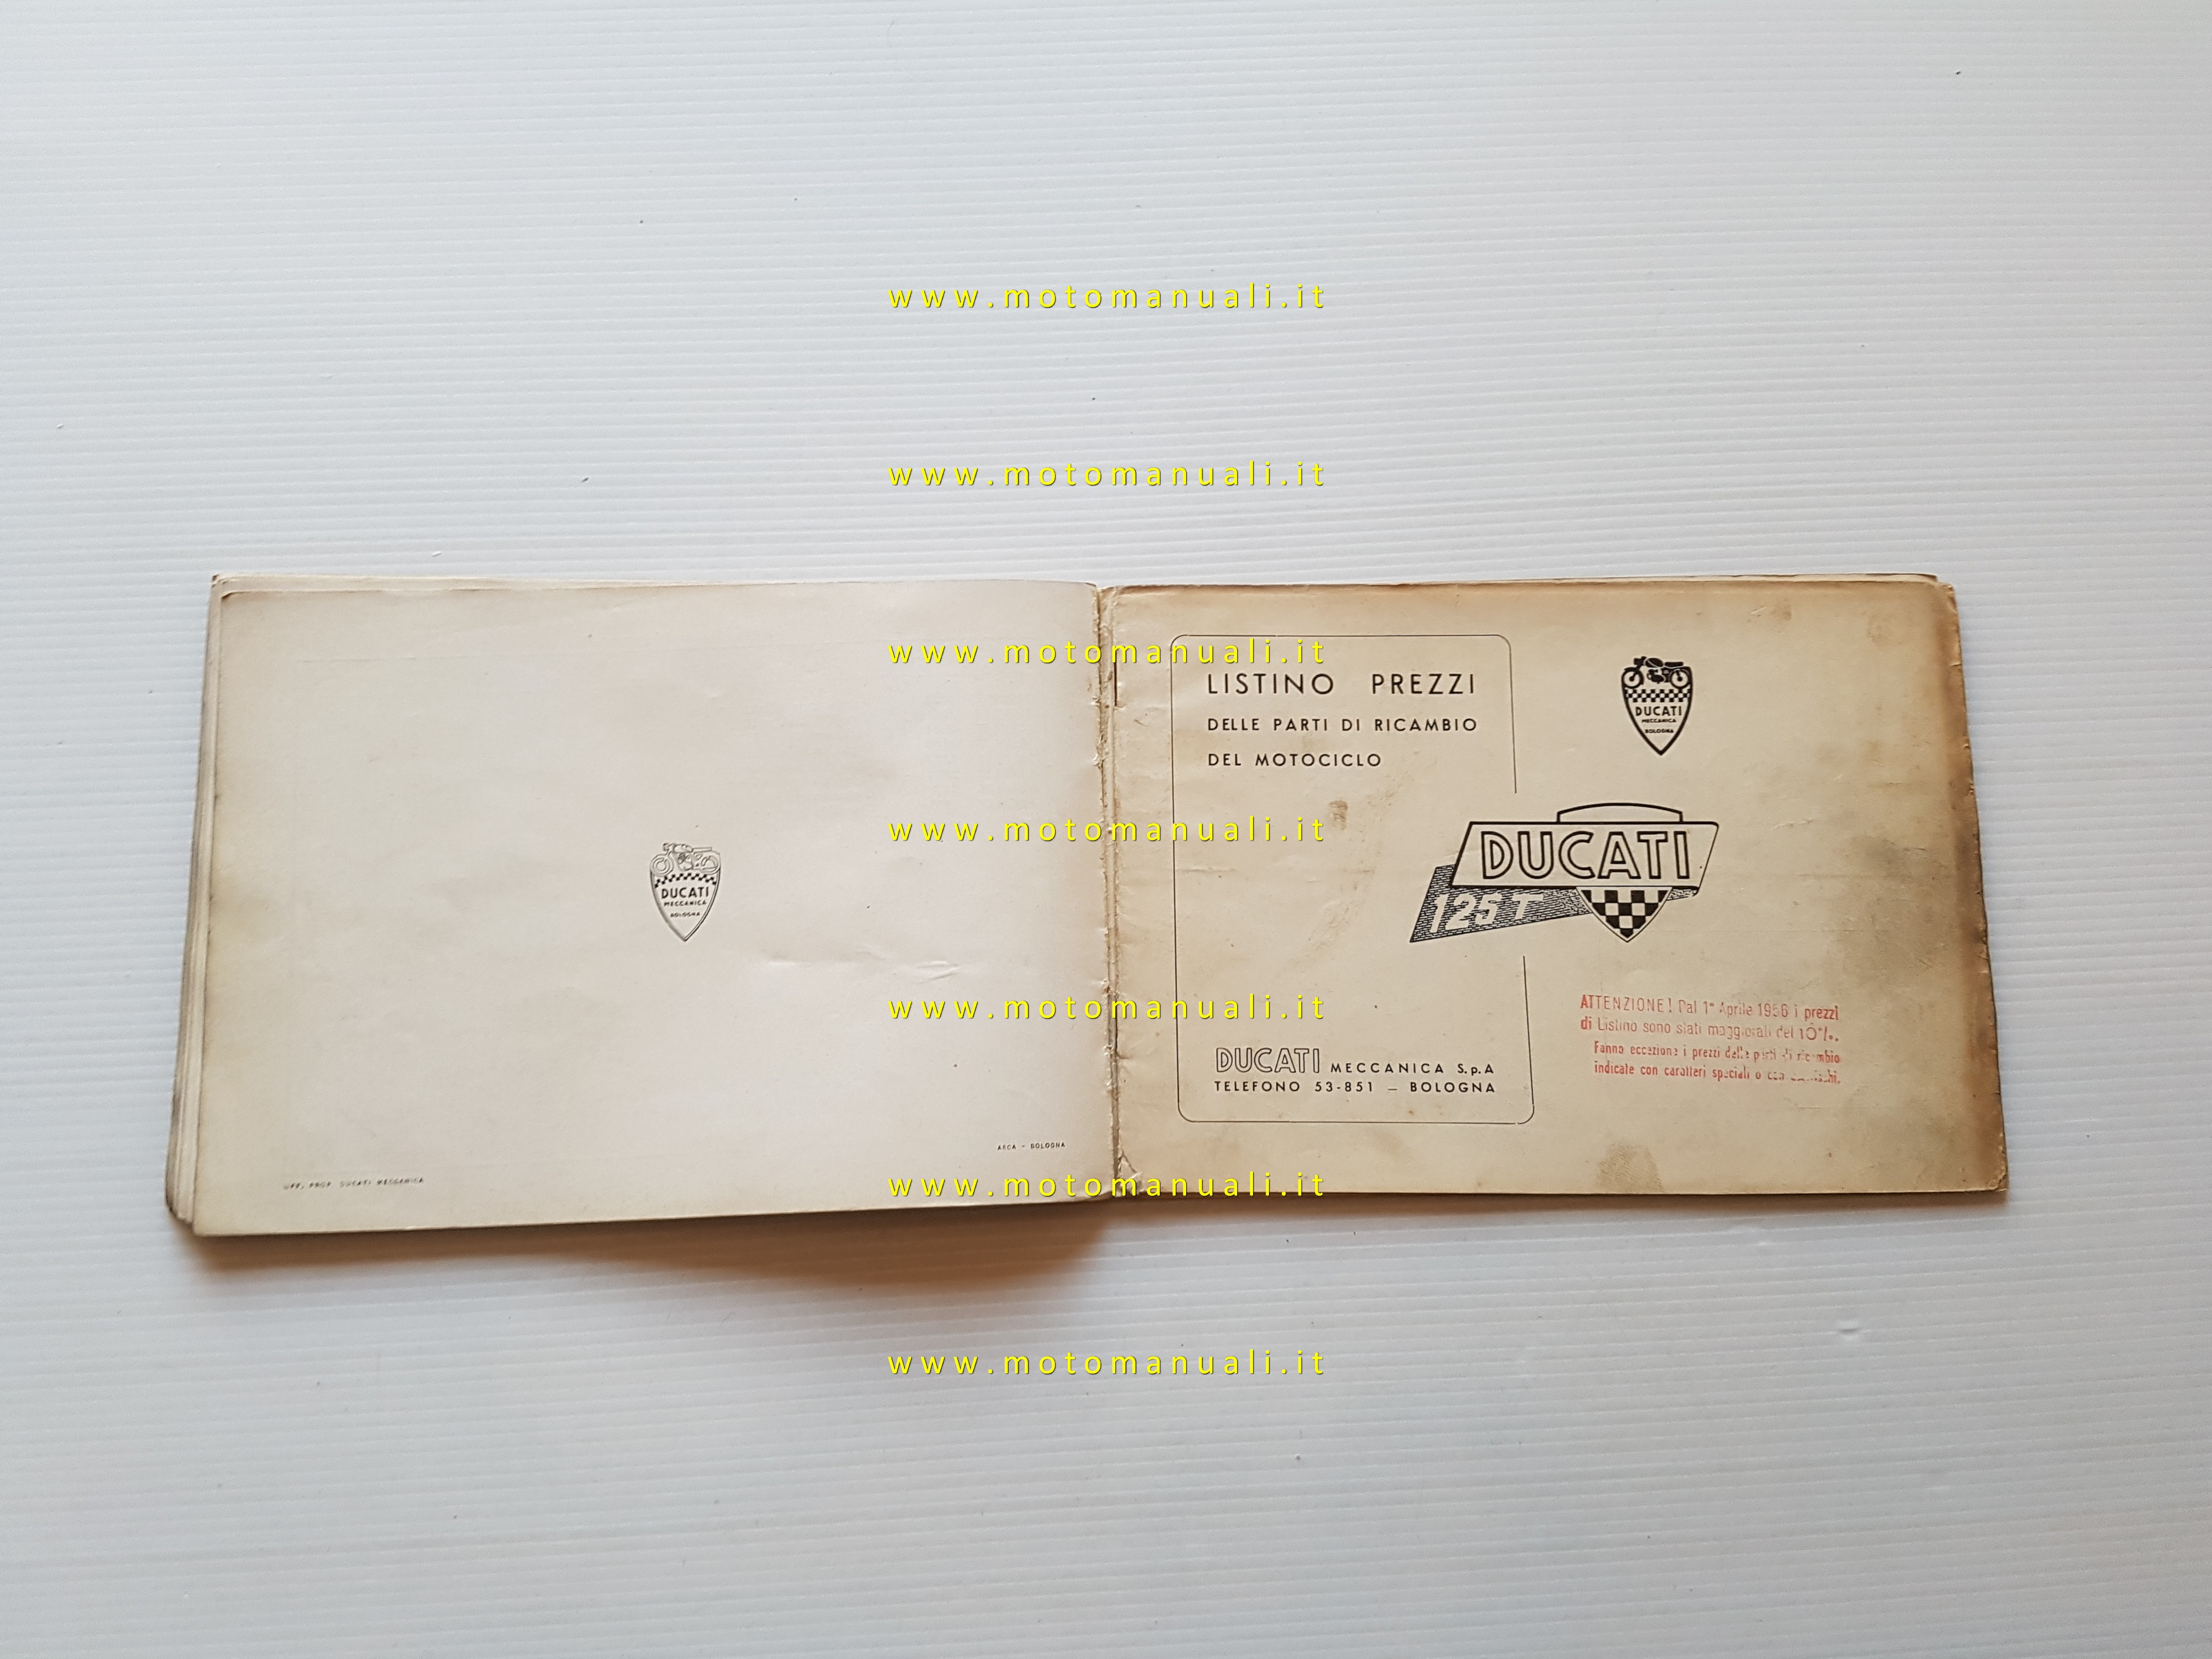 www.motomanuali.it
www.motomanuali.it
www.motomanuali.it
www.motomanuali.it
www.motomanuali.it
www.motomanuali.it
www.motomanuali.it
DUCATI
MECCANICA
BOLOGNA
UFF. PROP. DUCATI MECCANICA
BOLOGNA
LISTINO PREZZI
DELLE PARTI DI RICAMBIO
DEL MOTOCICLO
DUCATI
MECCANICA
BOLOGNA
DUCATI
125 T
DUCATI MECCANICA S.p.A
TELEFONO 53-851 — BOLOGNA
ATTENZIONE! Dal 1° Aprile 1956 i prezzi
di Listino sono stati maggiorati del 10%.
Fanno eccezione i prezzi delle parti di ricambio
indicate con caratteri speciali o con